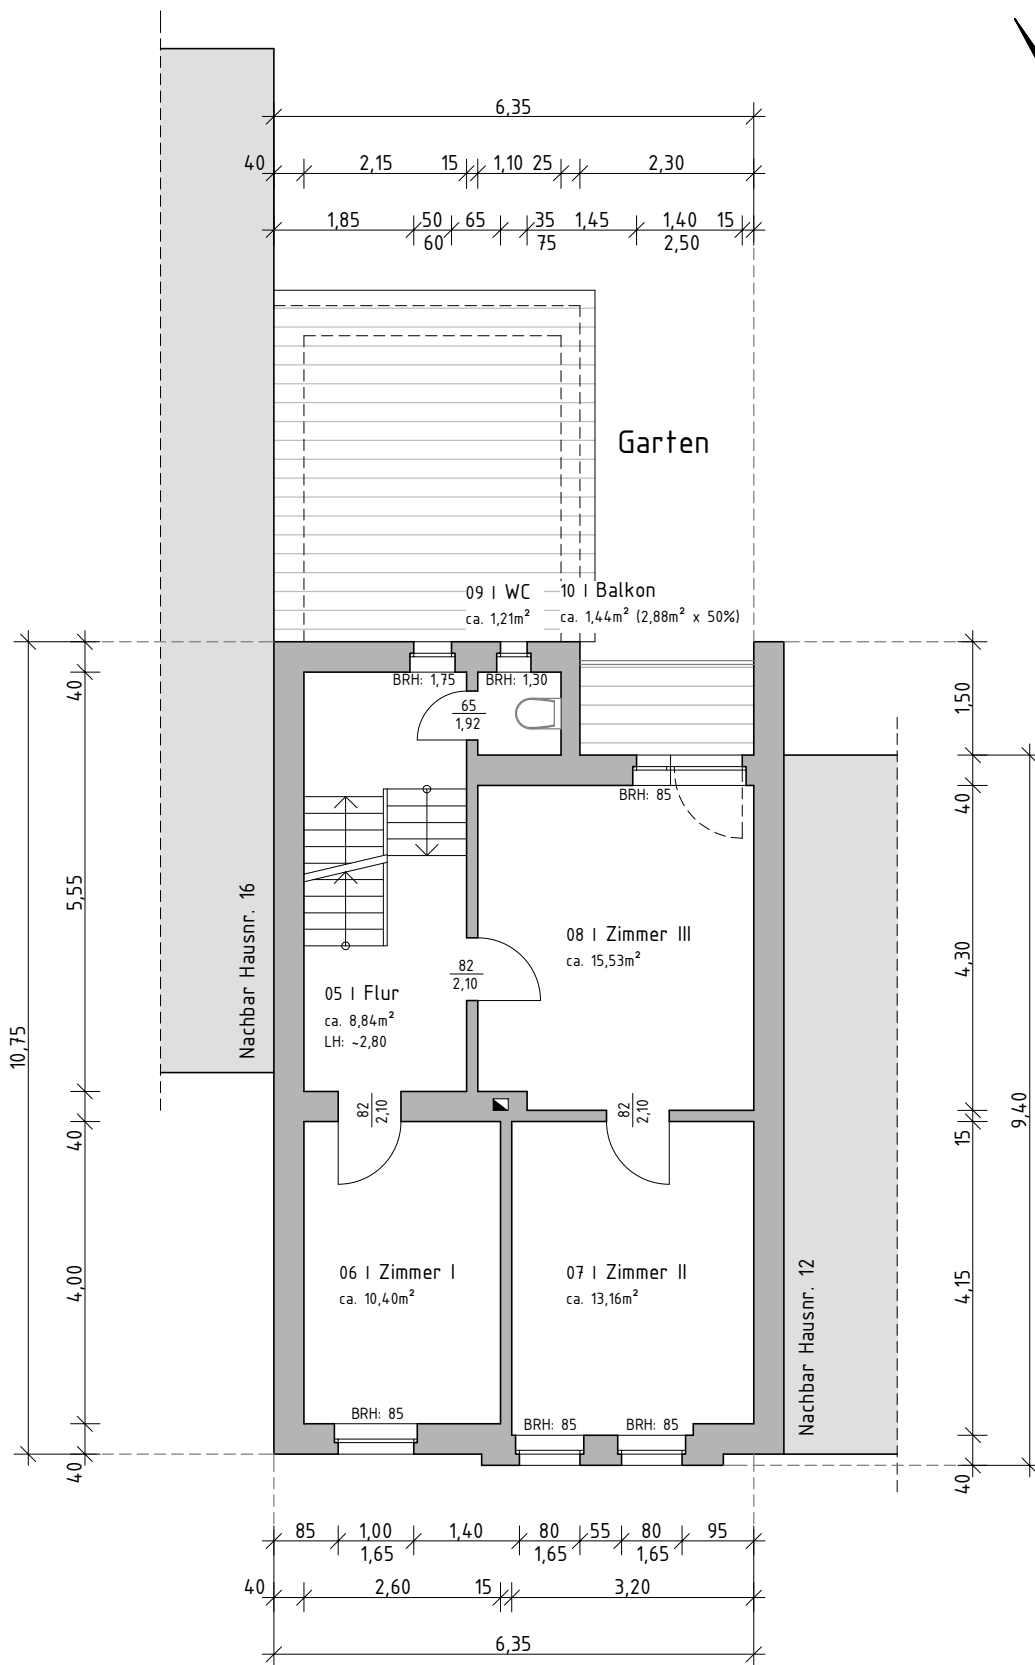 6,35
40 2,15 15 1,10 25 2,30
1,85 50 65 35 1,45 1,40 15
60 75 2,50
Garten
09 | WC
ca. 1,21m²
10 | Balkon
ca. 1,44m² (2,88m² x 50%)
BRH: 1,75
BRH: 1,30
65
1,92
BRH: 85
Nachbar Hausnr. 16
08 | Zimmer III
ca. 15,53m²
82
2,10
05 | Flur
ca. 8,84m²
LH: ~2,80
82
2,10
82
2,10
06 | Zimmer I
ca. 10,40m²
07 | Zimmer II
ca. 13,16m²
Nachbar Hausnr. 12
BRH: 85
BRH: 85
BRH: 85
10,75
40
5,55
40
4,00
40
1,50
40
4,30
15
4,15
40
9,40
85 1,00 1,40 80 55 80 95
1,65 1,65 1,65
40 2,60 15 3,20
6,35